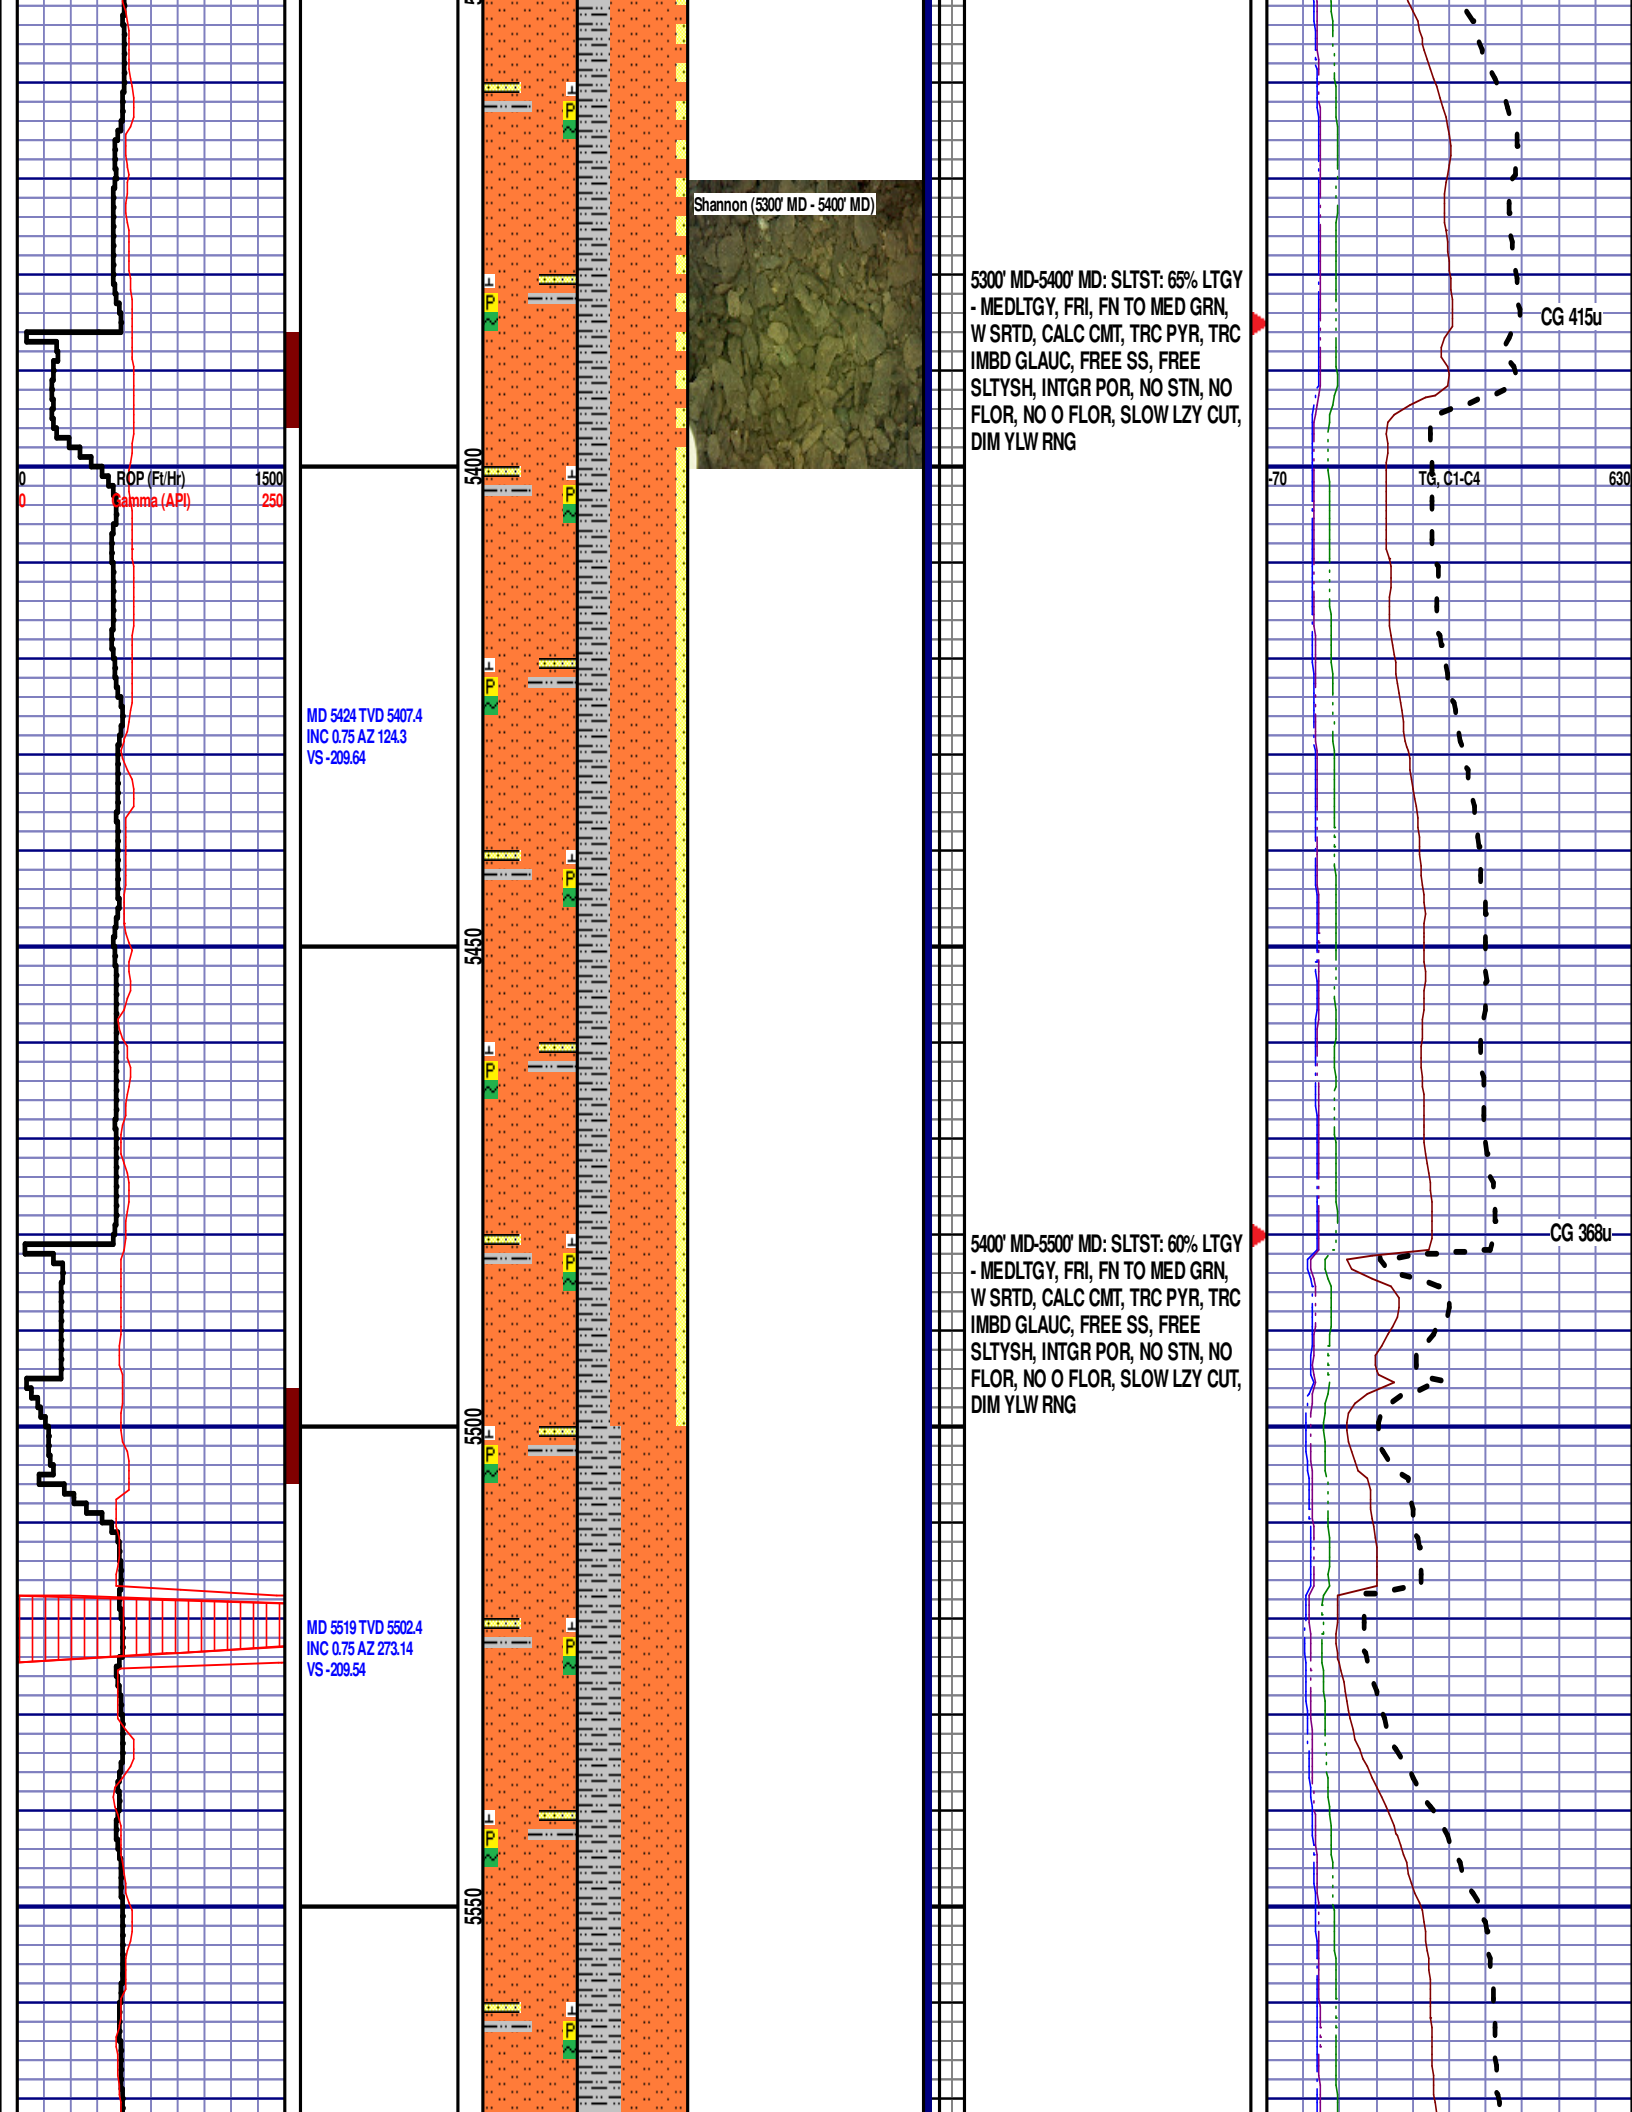 Shannon (5300' MD - 5400' MD)
5300' MD-5400' MD: SLTST: 65% LTGY
- MEDLTGY, FRI, FN TO MED GRN,
W SRTD, CALC CMT, TRC PYR, TRC
IMBD GLAUC, FREE SS, FREE
SLTYSH, INTGR POR, NO STN, NO
FLOR, NO O FLOR, SLOW LZY CUT,
DIM YLW RNG
CG 415u
0 ROP (Ft/Hr) 1500
0 Gamma (API) 250
5400
-70 TG, C1-C4 630
MD 5424 TVD 5407.4
INC 0.75 AZ 124.3
VS -209.64
5450
5400' MD-5500' MD: SLTST: 60% LTGY
- MEDLTGY, FRI, FN TO MED GRN,
W SRTD, CALC CMT, TRC PYR, TRC
IMBD GLAUC, FREE SS, FREE
SLTYSH, INTGR POR, NO STN, NO
FLOR, NO O FLOR, SLOW LZY CUT,
DIM YLW RNG
CG 368u
5500
MD 5519 TVD 5502.4
INC 0.75 AZ 273.14
VS -209.54
5550
P
P
P
P
P
P
P
P
P
P
P